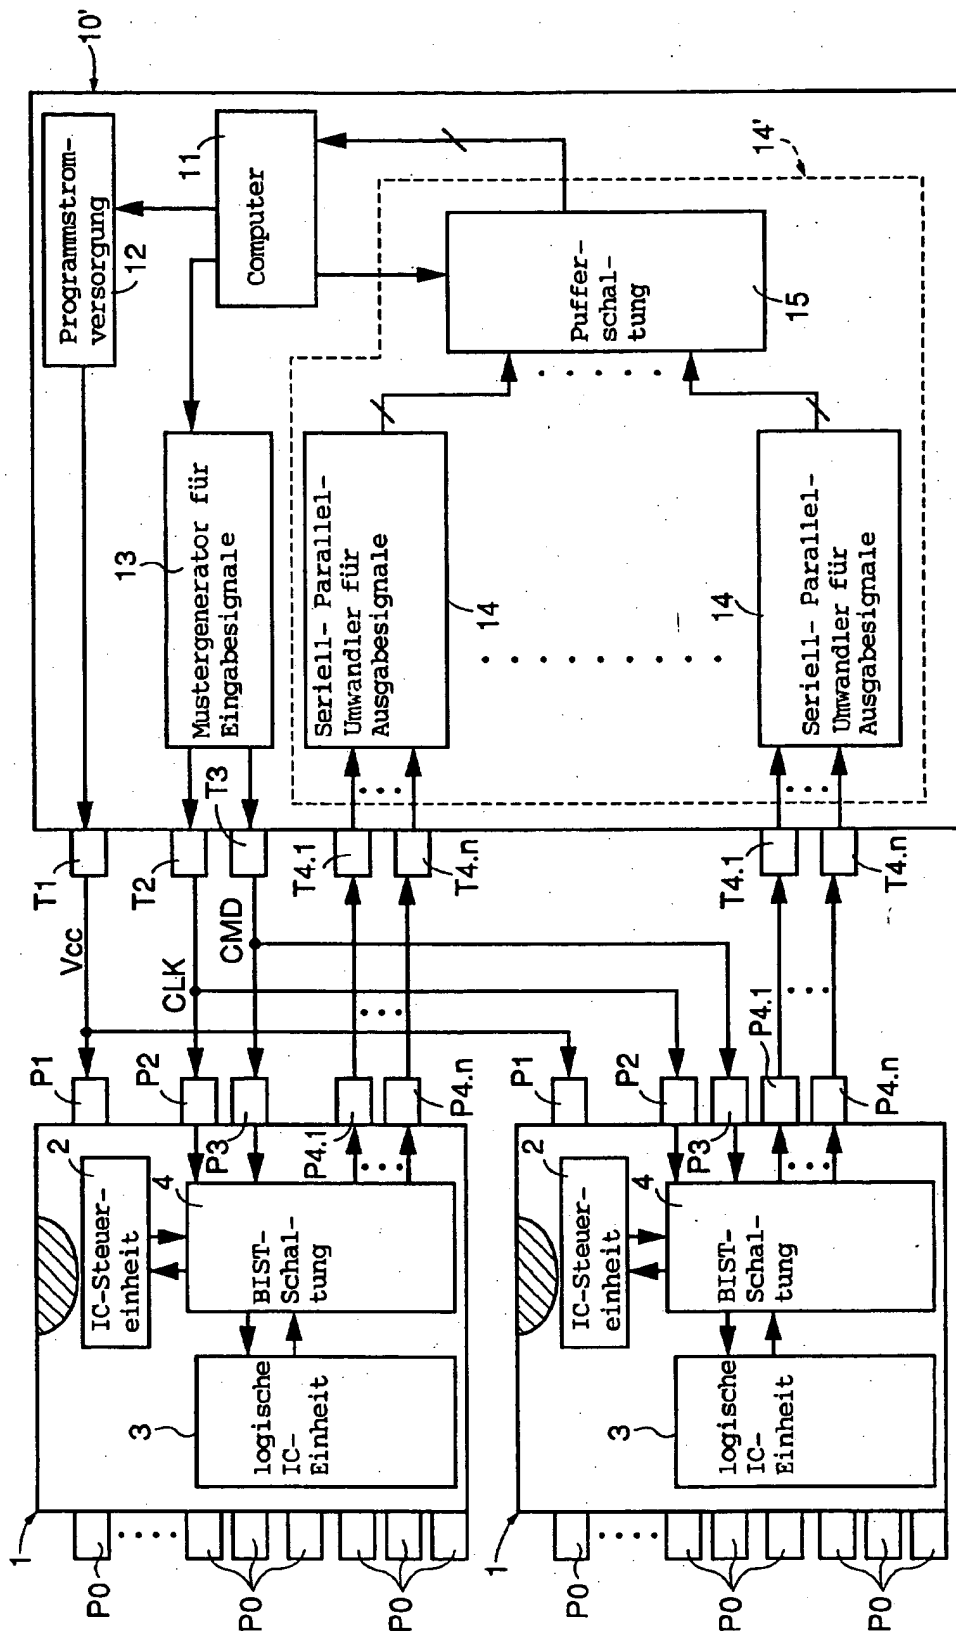 10'
Programmstrom-
versorgung
12
11
Computer
14'
Puffer-
schal-
tung
15
13
Mustergenerator für
Eingabesignale
Seriell-Parallel-
Umwandler für
Ausgabesignale
14
Seriell-Parallel-
Umwandler für
Ausgabesignale
14
T1
T2
T3
T4.1
T4.n
T4.1
T4.n
Vcc
CLK
CMD
P1
P2
P3
P4.1
P4.n
P1
P2
P3
P4.1
P4.n
2
IC-Steuer-
einheit
4
BIST-
Schal-
tung
3
logische
IC-
Einheit
1
P0
P0
P0
2
IC-Steuer-
einheit
4
BIST-
Schal-
tung
3
logische
IC-
Einheit
1
P0
P0
P0